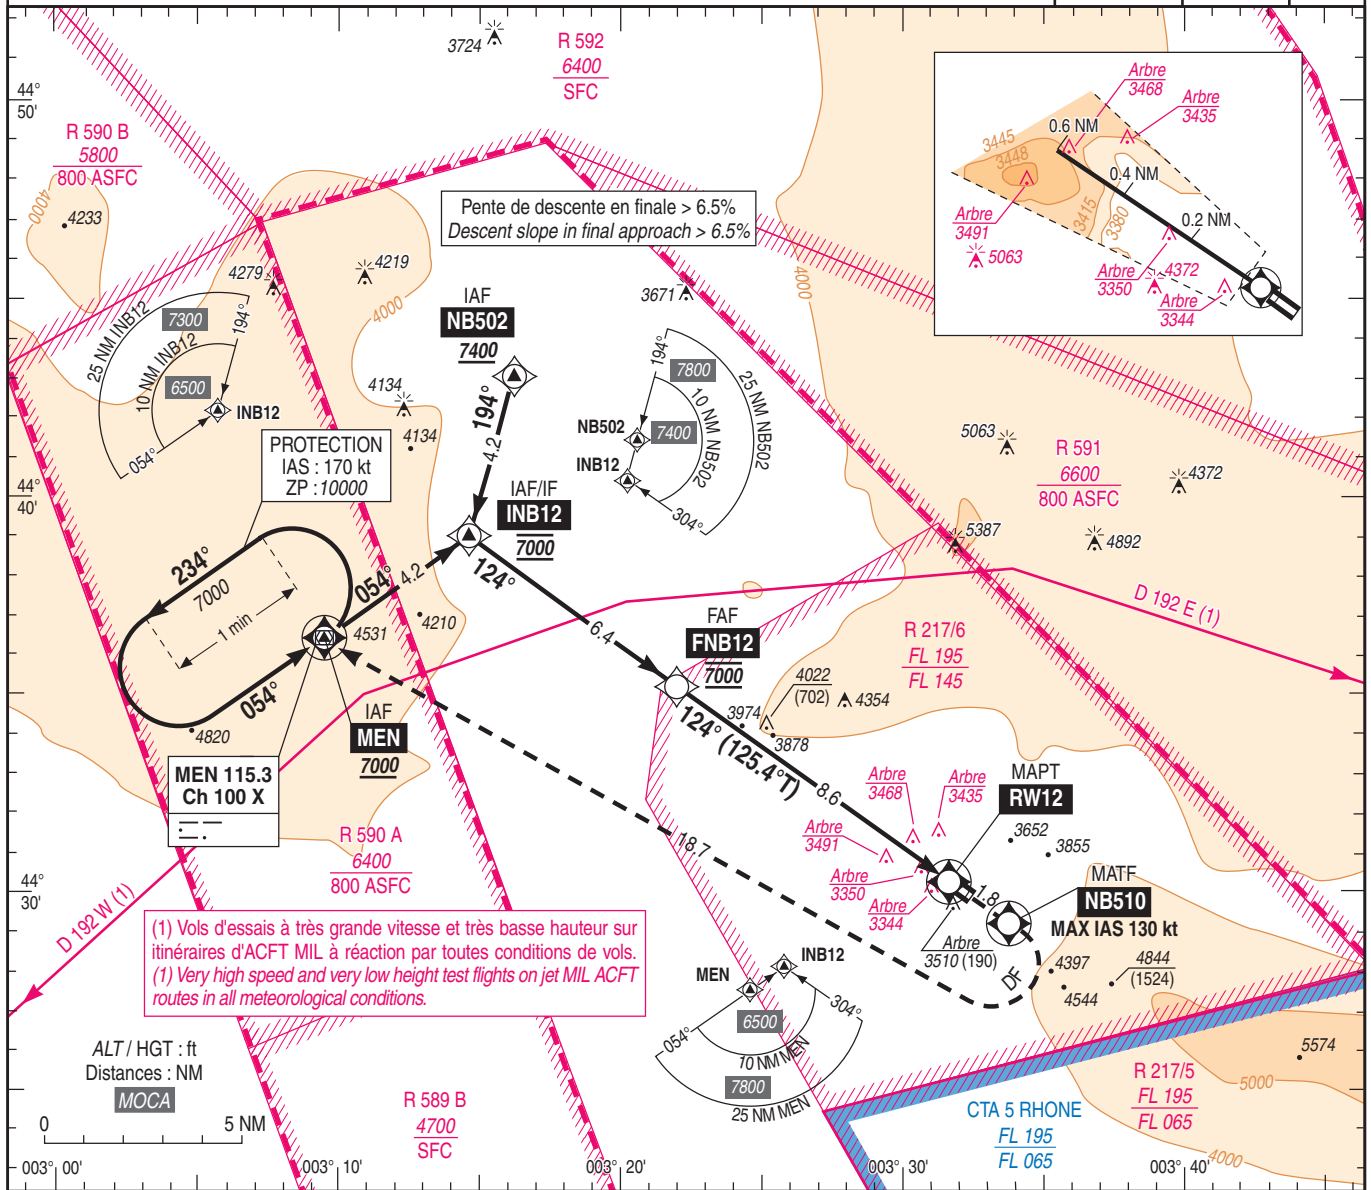 44°
50'
R 590 B
5800
800 ASFC
4000
4233
3724
R 592
6400
SFC
Pente de descente en finale > 6.5%
Descent slope in final approach > 6.5%
Arbre
3468
Arbre
3435
0.6 NM
3445
3448
0.4 NM
3415
3380
0.2 NM
Arbre
3491
5063
Arbre
3350
4372
Arbre
3344
4279
4219
4000
3671
4000
25 NM INB12
7300
194°
10 NM INB12
6500
INB12
054°
IAF
NB502
7400
194°
4.2
4134
4134
194°
7800
10 NM NB502
25 NM NB502
NB502
7400
INB12
304°
PROTECTION
IAS : 170 kt
ZP :10000
5063
R 591
6600
800 ASFC
4372
44°
40'
IAF/IF
INB12
7000
5387
4892
234°
7000
1 min
054°
4.2
124°
4531
4210
054°
4820
6.4
FAF
FNB12
7000
D 192 E (1)
R 217/6
FL 195
FL 145
4022
(702)
4354
3974
3878
124° (125.4°T)
8.6
IAF
MEN
7000
MEN 115.3
Ch 100 X
18.7
Arbre
3468
Arbre
3435
Arbre
3491
Arbre
3350
Arbre
3344
MAPT
RW12
3652
3855
R 590 A
6400
800 ASFC
44°
30'
D 192 W (1)
MATF
NB510
MAX IAS 130 kt
1.8
Arbre
3510 (190)
DF
4397
4544
4844
(1524)
(1) Vols d'essais à très grande vitesse et très basse hauteur sur
itinéraires d'ACFT MIL à réaction par toutes conditions de vols.
(1) Very high speed and very low height test flights on jet MIL ACFT
routes in all meteorological conditions.
INB12
MEN
054°
6500
304°
10 NM MEN
7800
25 NM MEN
5574
5000
ALT / HGT : ft
Distances : NM
MOCA
0
5 NM
R 589 B
4700
SFC
CTA 5 RHONE
FL 195
FL 065
R 217/5
FL 195
FL 065
4000
003° 00'
003° 10'
003° 20'
003° 30'
003° 40'